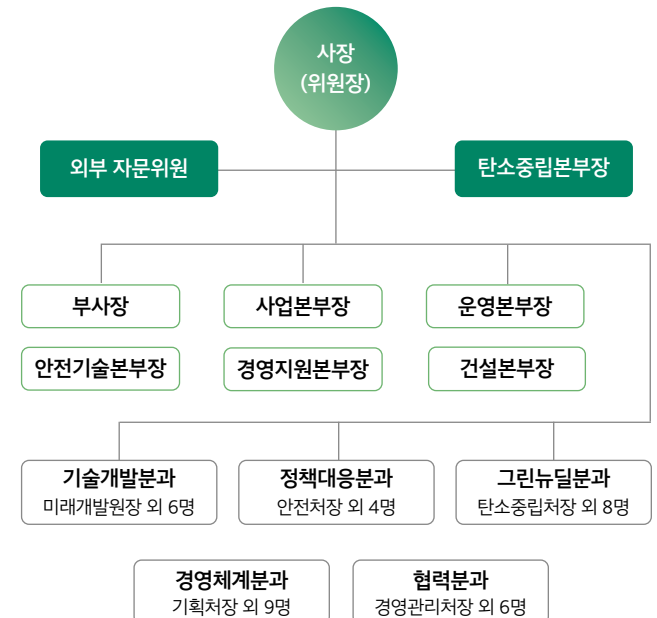 사장
(위원장)
외부 자문위원
탄소중립본부장
부사장
사업본부장
운영본부장
안전기술본부장
경영지원본부장
건설본부장
기술개발분과
미래개발원장 외 6명
정책대응분과
안전처장 외 4명
그린뉴딜분과
탄소중립처장 외 8명
경영체계분과
기획처장 외 9명
협력분과
경영관리처장 외 6명